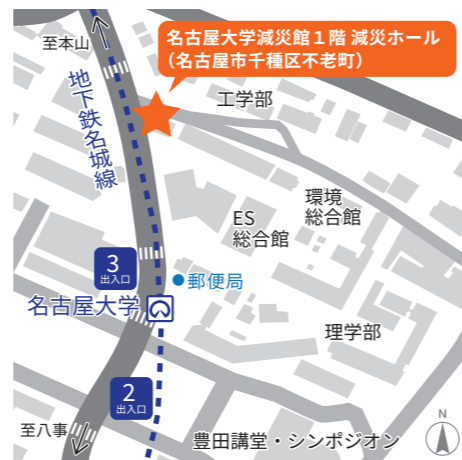 至本山
名古屋大学減災館１階 減災ホール
（名古屋市千種区不老町）
地下鉄名城線
工学部
環境
総合館
ES
総合館
3
出入口
郵便局
名古屋大学
理学部
2
出入口
至八事
豊田講堂・シンポジオン
N